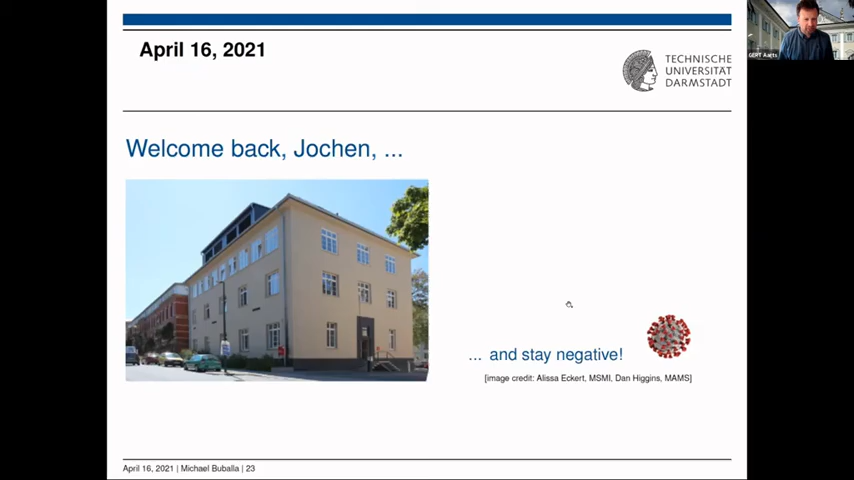 April 16, 2021
TECHNISCHE
UNIVERSITÄT
DARMSTADT
Welcome back, Jochen, ...
... and stay negative!
[image credit: Alissa Eckert, MSMI, Dan Higgins, MAMS]
April 16, 2021 | Michael Buballa | 23
GERT Aarts